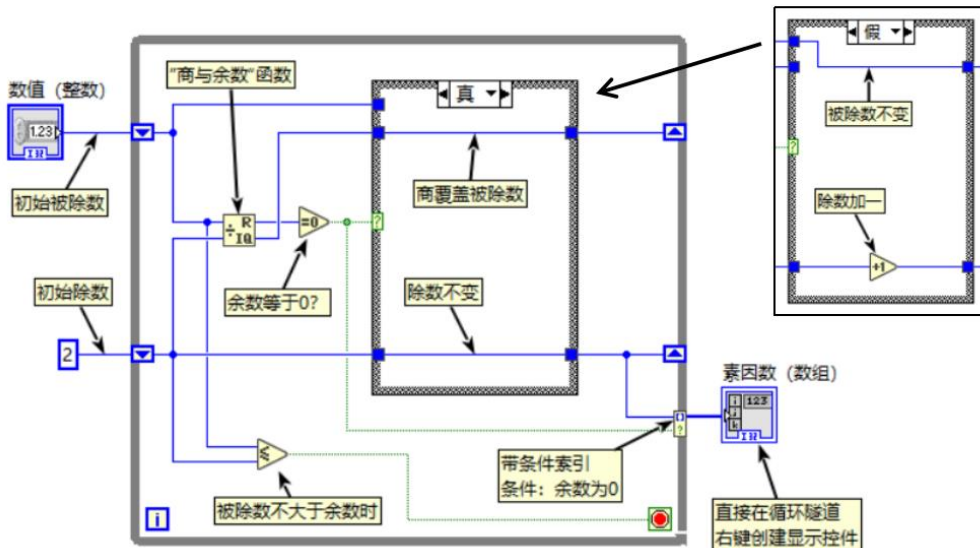 数值（整数）
1.23
初始被除数
初始除数
2
"商与余数"函数
R
IQ
=0
余数等于0?
真
?
商覆盖被除数
除数不变
≤
被除数不大于余数时
i
带条件索引
条件：余数为0
[]
?
素因数（数组）
i
j
k
123
直接在循环隧道
右键创建显示控件
假
被除数不变
?
除数加一
+1